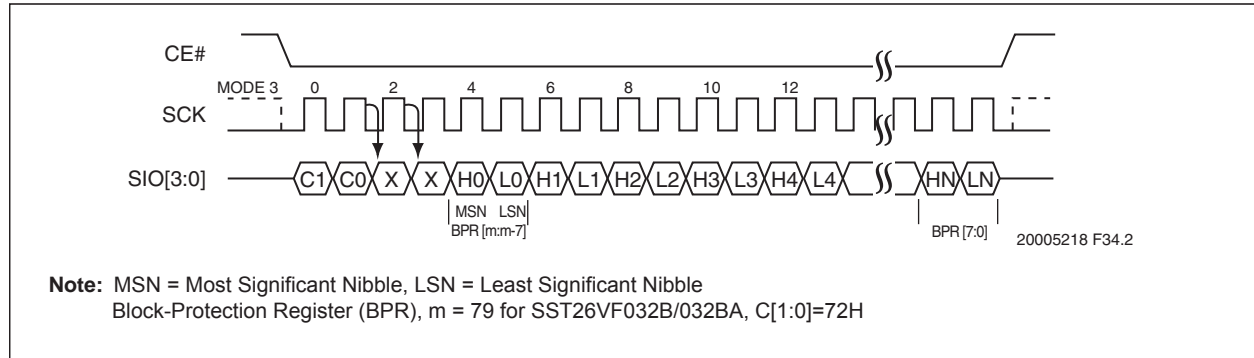 CE#
MODE 3 0 2 4 6 8 10 12
SCK
SIO[3:0] C1 C0 X X H0 L0 H1 L1 H2 L2 H3 L3 H4 L4 HN LN
MSN LSN
BPR [m:m-7] BPR [7:0]
20005218 F34.2
Note: MSN = Most Significant Nibble, LSN = Least Significant Nibble
Block-Protection Register (BPR), m = 79 for SST26VF032B/032BA, C[1:0]=72H